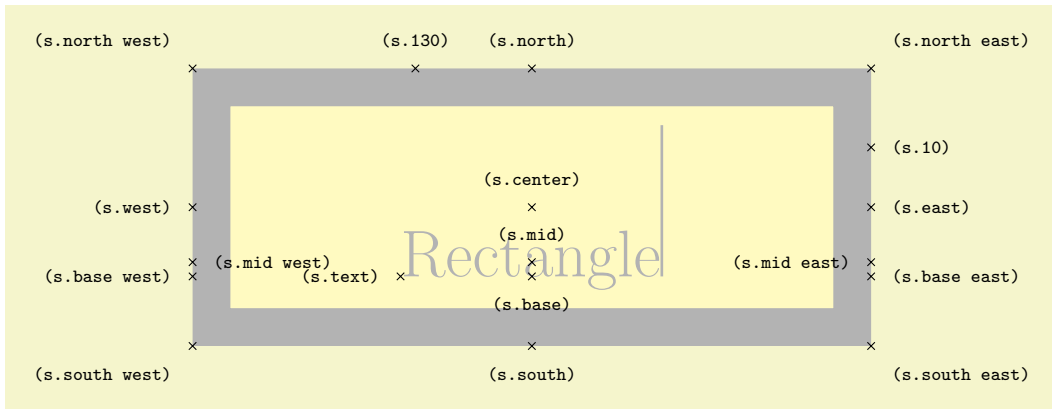 (s.north west) (s.130) (s.north) (s.north east)
(s.10)
(s.center)
(s.west) (s.east)
(s.mid)
Rectangle
(s.mid west) (s.mid east)
(s.base west) (s.text) (s.base east)
(s.base)
(s.south west) (s.south) (s.south east)